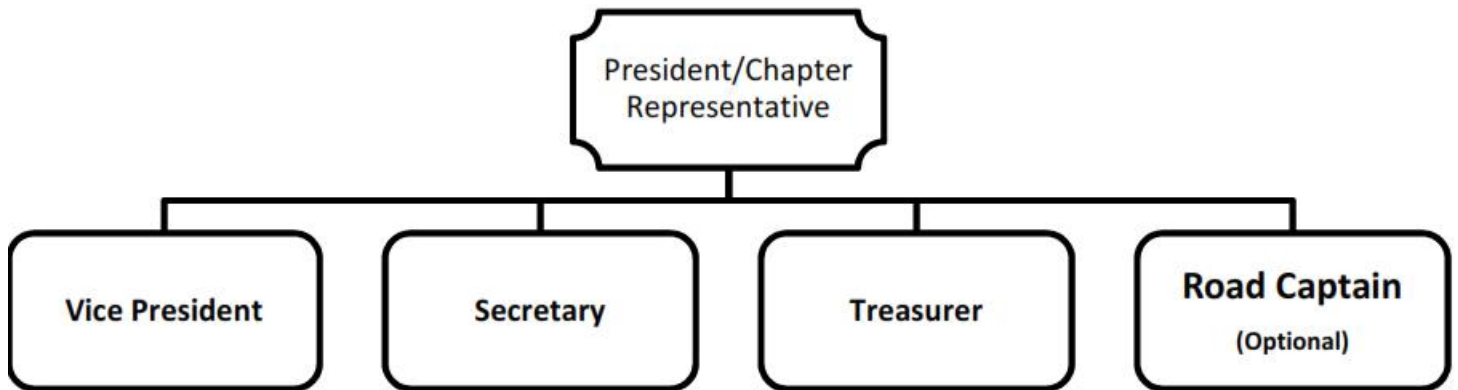 President/Chapter
Representative
Vice President
Secretary
Treasurer
Road Captain
(Optional)